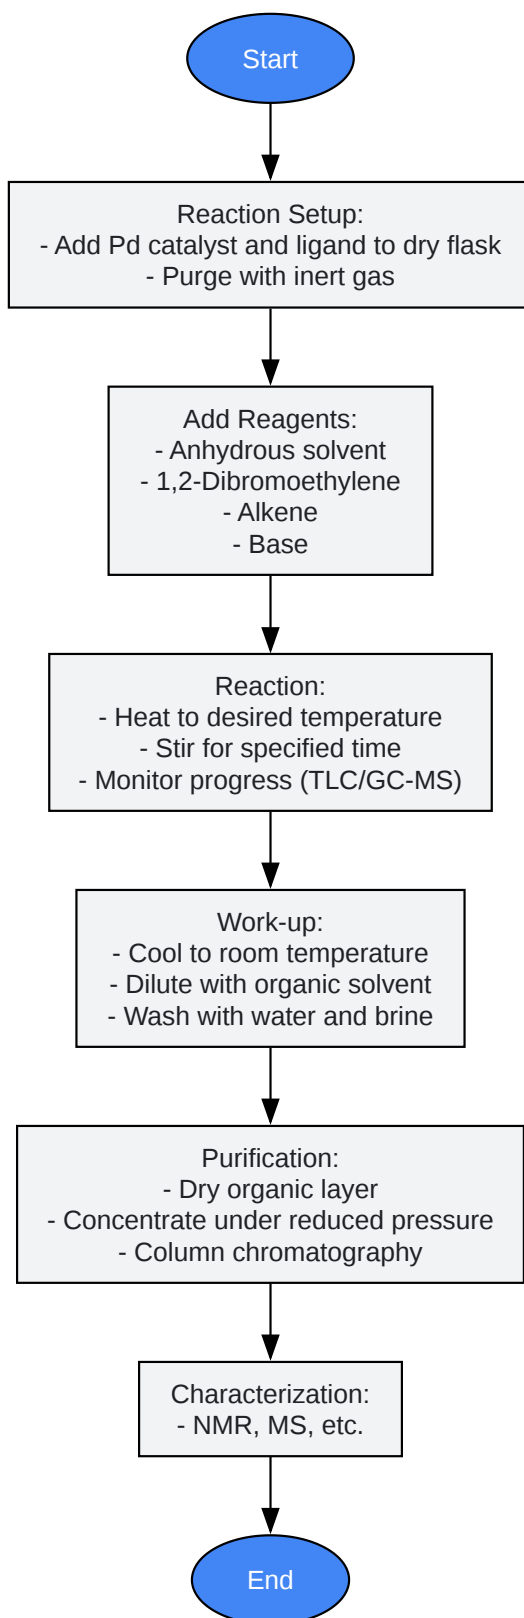 Start
Reaction Setup:
- Add Pd catalyst and ligand to dry flask
- Purge with inert gas
Add Reagents:
- Anhydrous solvent
- 1,2-Dibromoethylene
- Alkene
- Base
Reaction:
- Heat to desired temperature
- Stir for specified time
- Monitor progress (TLC/GC-MS)
Work-up:
- Cool to room temperature
- Dilute with organic solvent
- Wash with water and brine
Purification:
- Dry organic layer
- Concentrate under reduced pressure
- Column chromatography
Characterization:
- NMR, MS, etc.
End